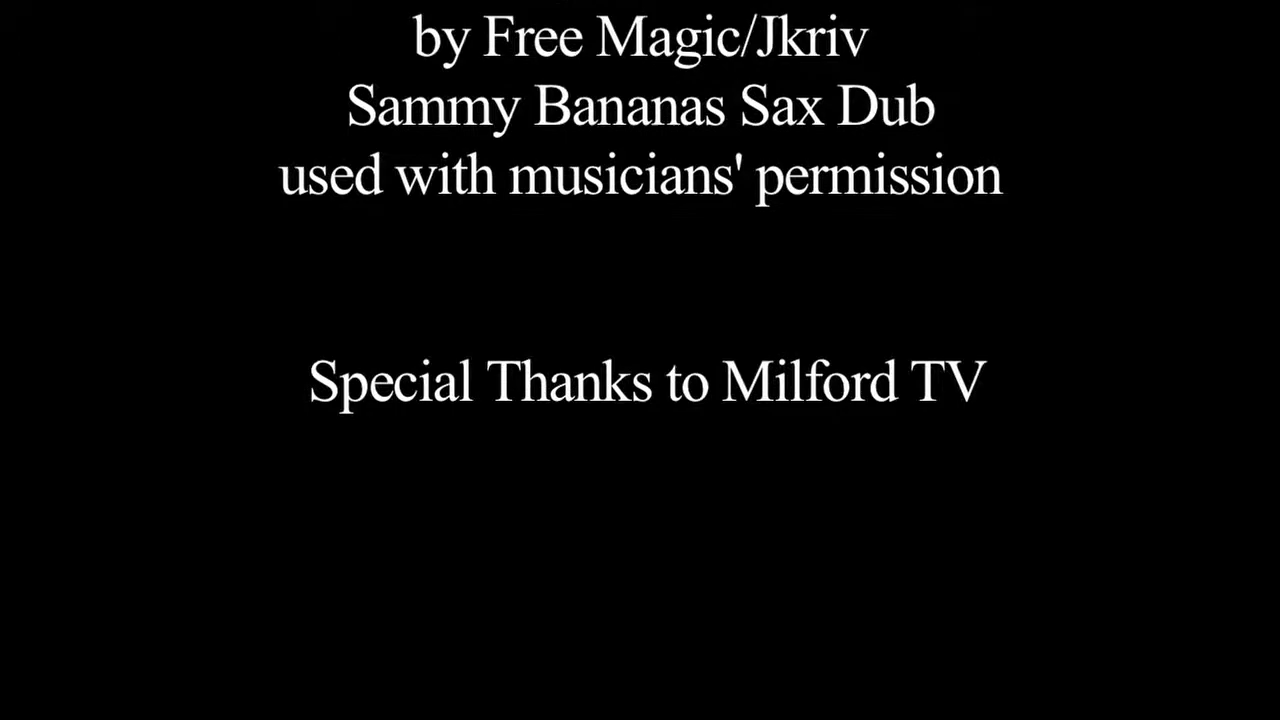 by Free Magic/Jkriv
Sammy Bananas Sax Dub
used with musicians' permission
Special Thanks to Milford TV